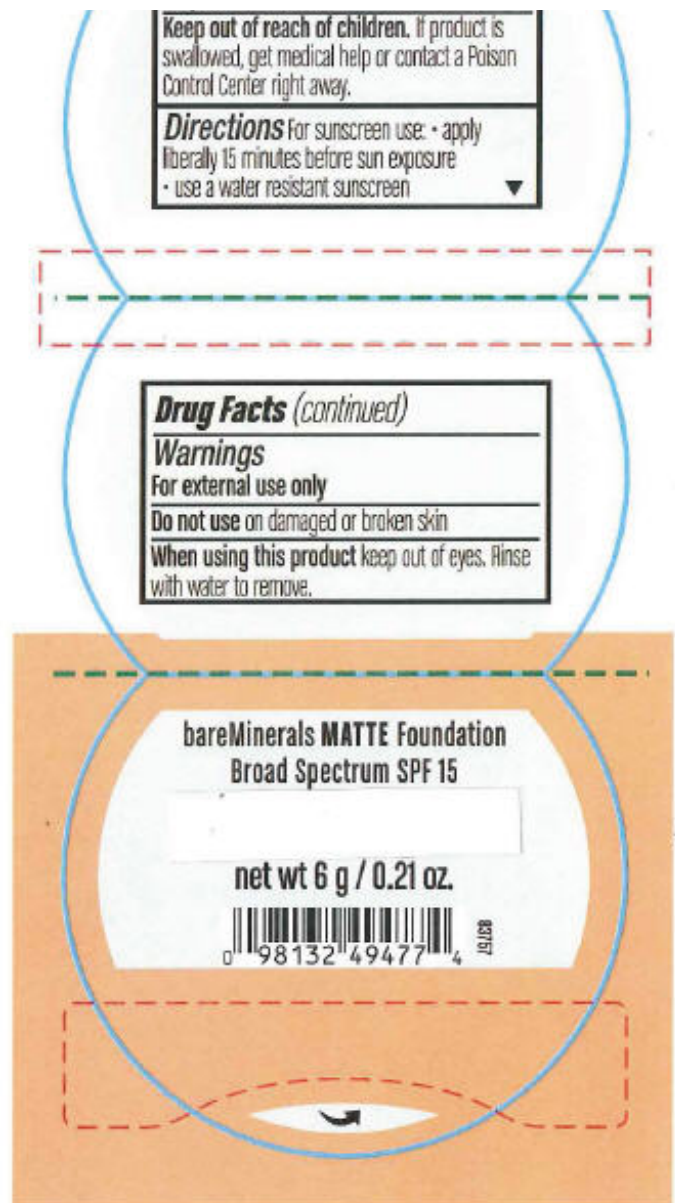 Keep out of reach of children. If product is
swallowed, get medical help or contact a Poison
Control Center right away.
Directions For sunscreen use: • apply
liberally 15 minutes before sun exposure
• use a water resistant sunscreen ▼
Drug Facts (continued)
Warnings
For external use only
Do not use on damaged or broken skin
When using this product keep out of eyes. Rinse
with water to remove.
bareMinerals MATTE Foundation
Broad Spectrum SPF 15
net wt 6 g / 0.21 oz.
83757
0 98132 49477 4